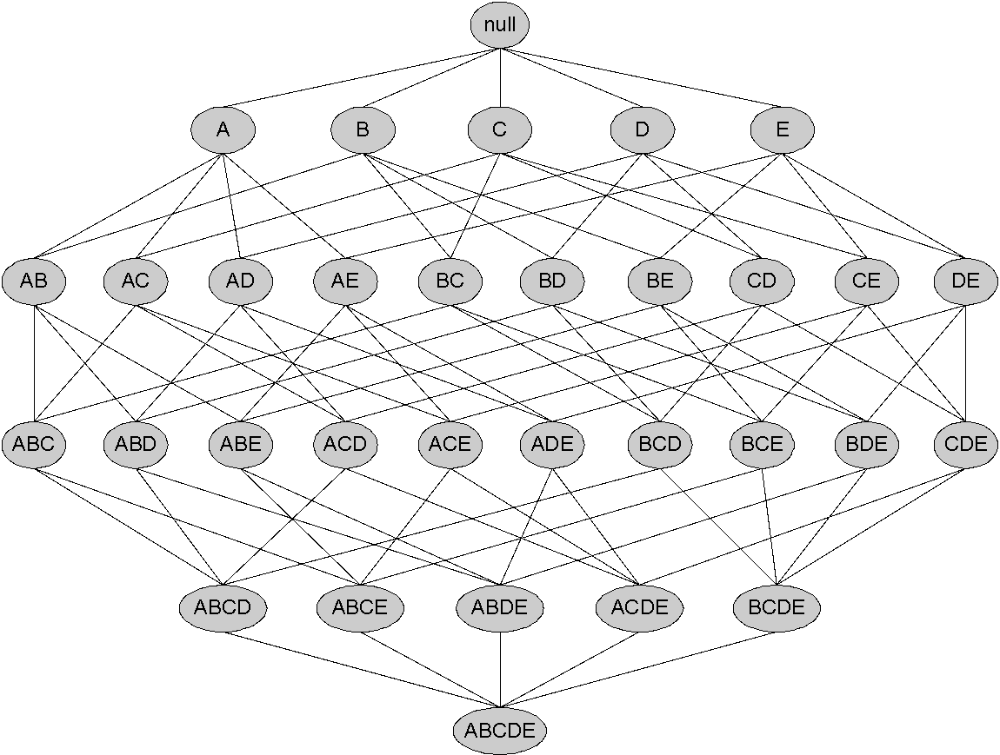 null
A B C D E
AB AC AD AE BC BD BE CD CE DE
ABC ABD ABE ACD ACE ADE BCD BCE BDE CDE
ABCD ABCE ABDE ACDE BCDE
ABCDE